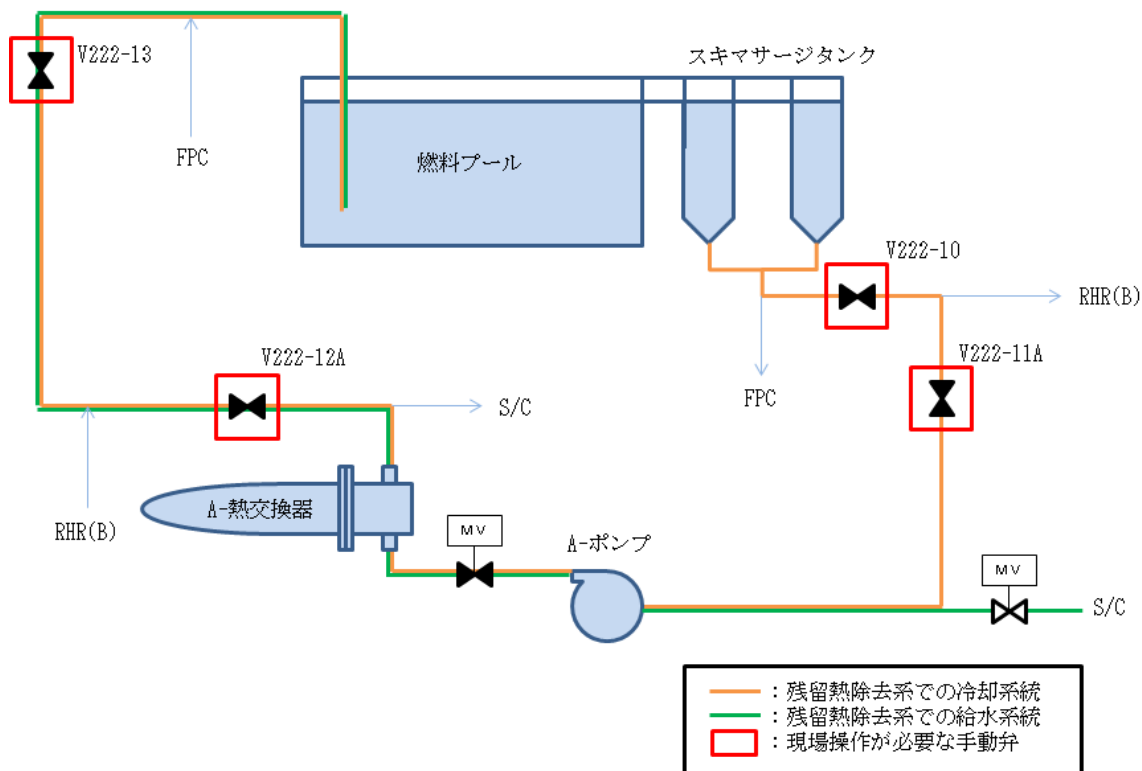 V222-13
スキマサージタンク
FPC
燃料プール
V222-10
RHR(B)
V222-12A
V222-11A
FPC
S/C
A-熱交換器
RHR(B)
MV
A-ポンプ
MV
S/C
：残留熱除去系での冷却系統
：残留熱除去系での給水系統
：現場操作が必要な手動弁